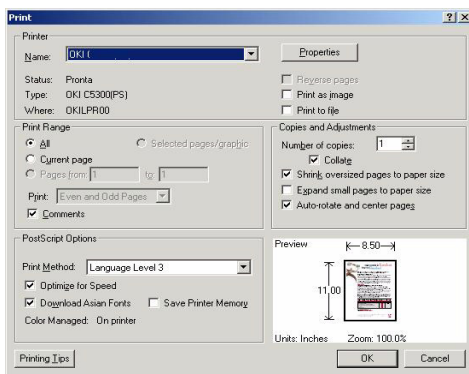 Print
Printer
Name: OKI (
Properties
Status: Pronta
Type: OKI C5300(PS)
Where: OKILPR00
Reverse pages
Print as image
Print to file
Print Range
All
Selected pages/graphic
Current page
Pages from: 1 to: 1
Print: Even and Odd Pages
Comments
Copies and Adjustments
Number of copies: 1
Collate
Shrink oversized pages to paper size
Expand small pages to paper size
Auto-rotate and center pages
PostScript Options
Print Method: Language Level 3
Optimize for Speed
Download Asian Fonts Save Printer Memory
Color Managed: On printer
Preview
8.50
11.00
Units: Inches Zoom: 100.0%
Printing Tips
OK Cancel